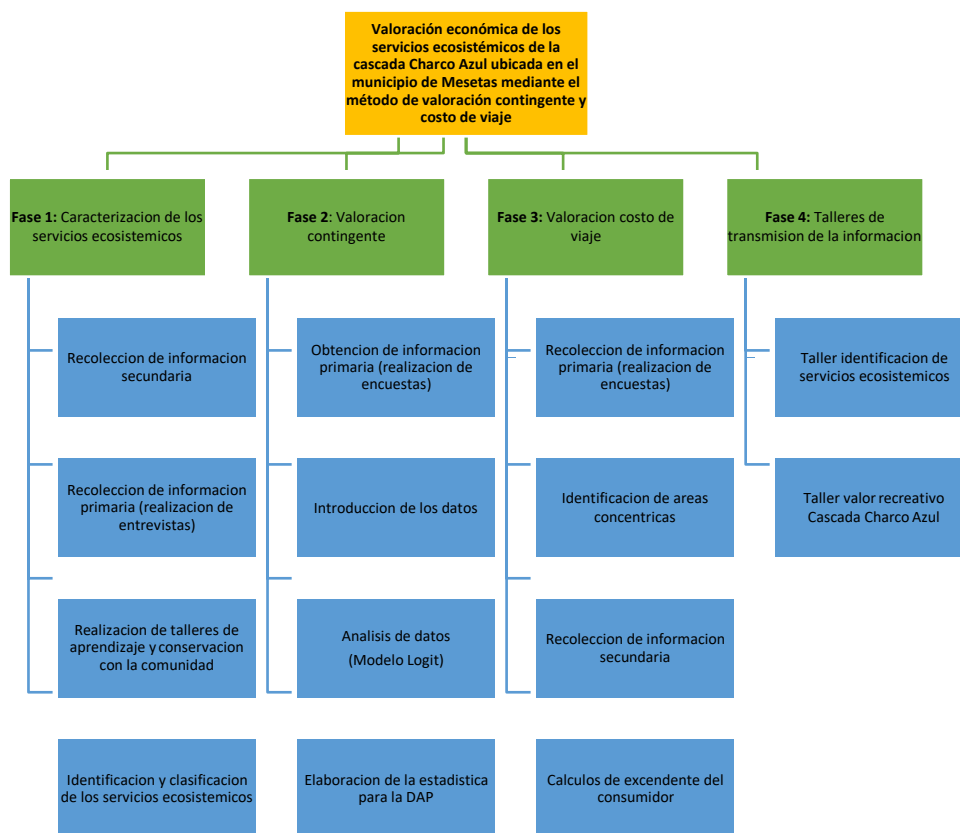 Valoración económica de los
servicios ecosistémicos de la
cascada Charco Azul ubicada en el
municipio de Mesetas mediante el
método de valoración contingente y
costo de viaje
Fase 1: Caracterizacion de los
servicios ecosistemicos
Recoleccion de informacion
secundaria
Recoleccion de informacion
primaria (realizacion de
entrevistas)
Realizacion de talleres de
aprendizaje y conservacion
con la comunidad
Identificacion y clasificacion
de los servicios ecosistemicos
Fase 2: Valoracion
contingente
Obtencion de informacion
primaria (realizacion de
encuestas)
Introduccion de los datos
Analisis de datos
(Modelo Logit)
Elaboracion de la estadistica
para la DAP
Fase 3: Valoracion costo de
viaje
Recoleccion de informacion
primaria (realizacion de
encuestas)
Identificacion de areas
concentricas
Recoleccion de informacion
secundaria
Calculos de excendente del
consumidor
Fase 4: Talleres de
transmision de la informacion
Taller identificacion de
servicios ecosistemicos
Taller valor recreativo
Cascada Charco Azul